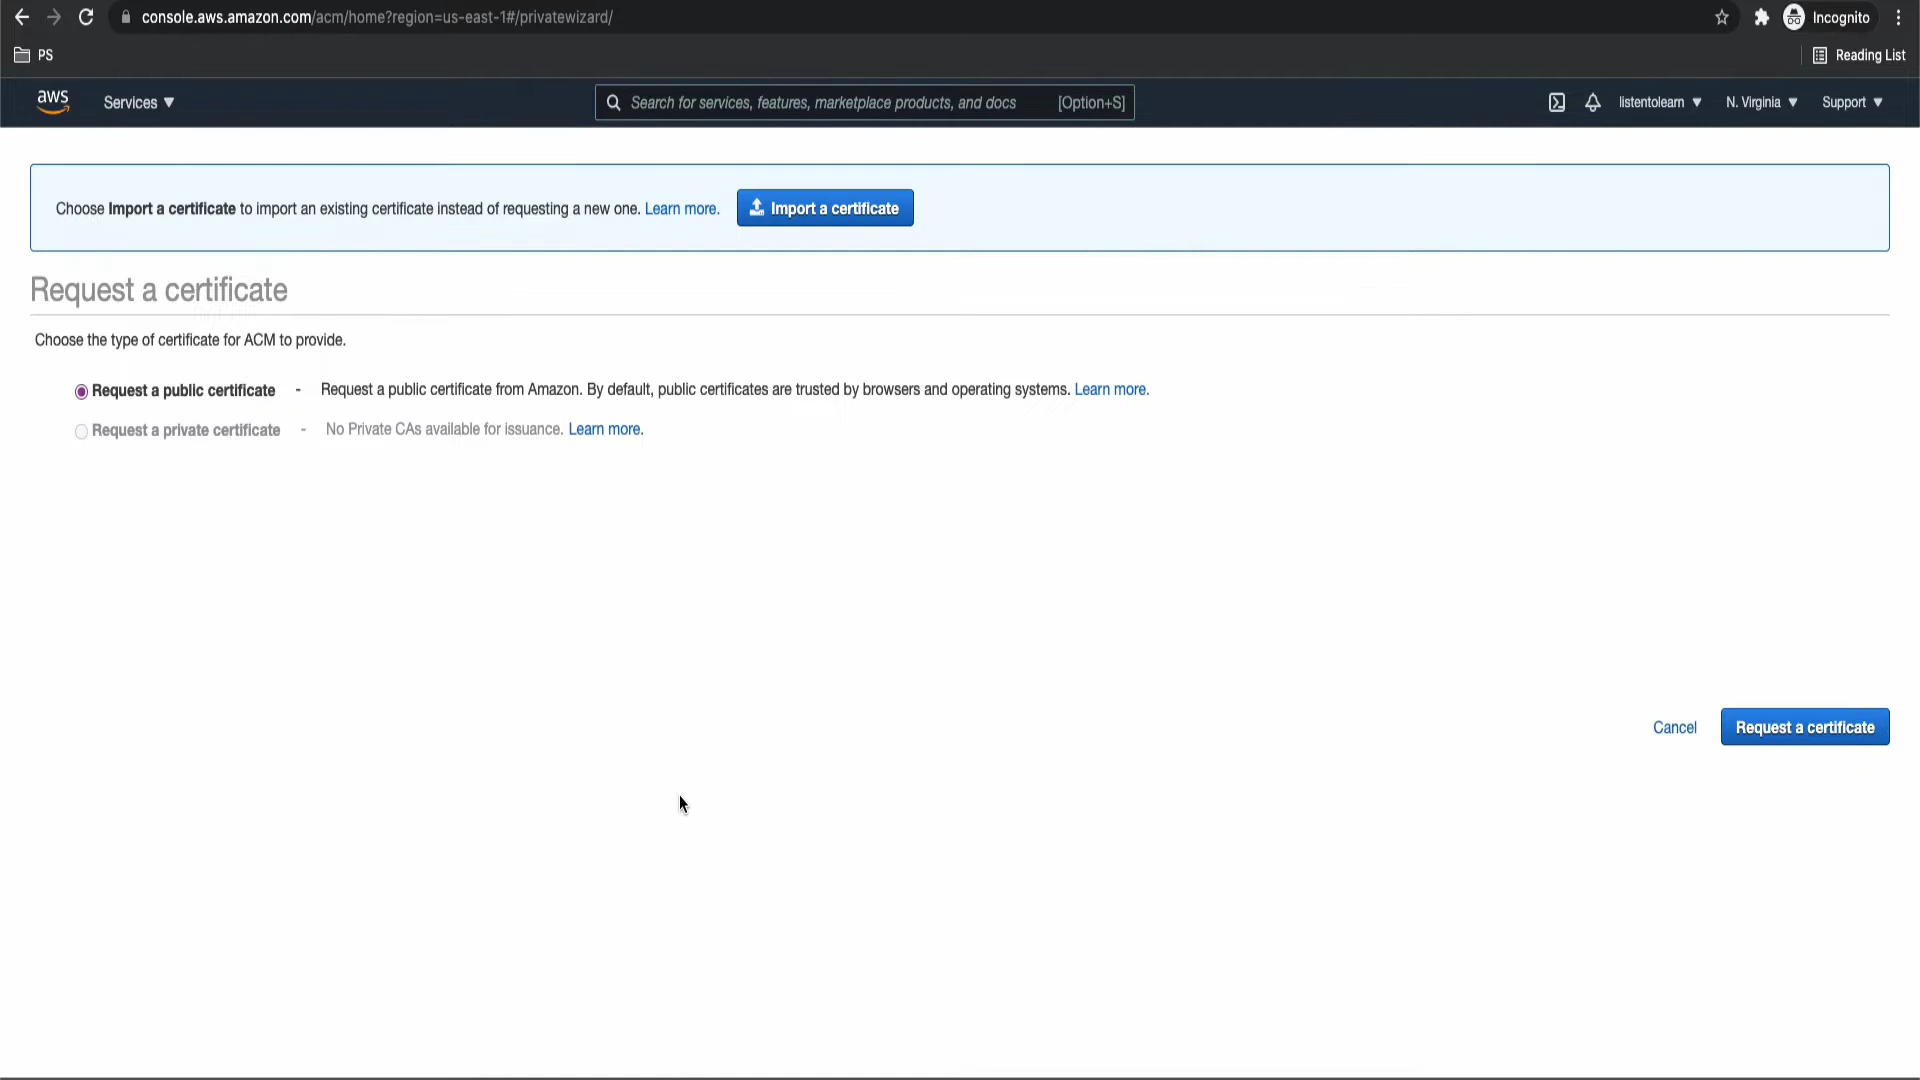 console.aws.amazon.com/acm/home?region=us-east-1#/privatewizard/
Incognito
PS
Reading List
aws
Services
Search for services, features, marketplace products, and docs [Option+S]
listentolearn
N. Virginia
Support
Choose Import a certificate to import an existing certificate instead of requesting a new one. Learn more.
Import a certificate
Request a certificate
Choose the type of certificate for ACM to provide.
Request a public certificate - Request a public certificate from Amazon. By default, public certificates are trusted by browsers and operating systems. Learn more.
Request a private certificate - No Private CAs available for issuance. Learn more.
Cancel
Request a certificate